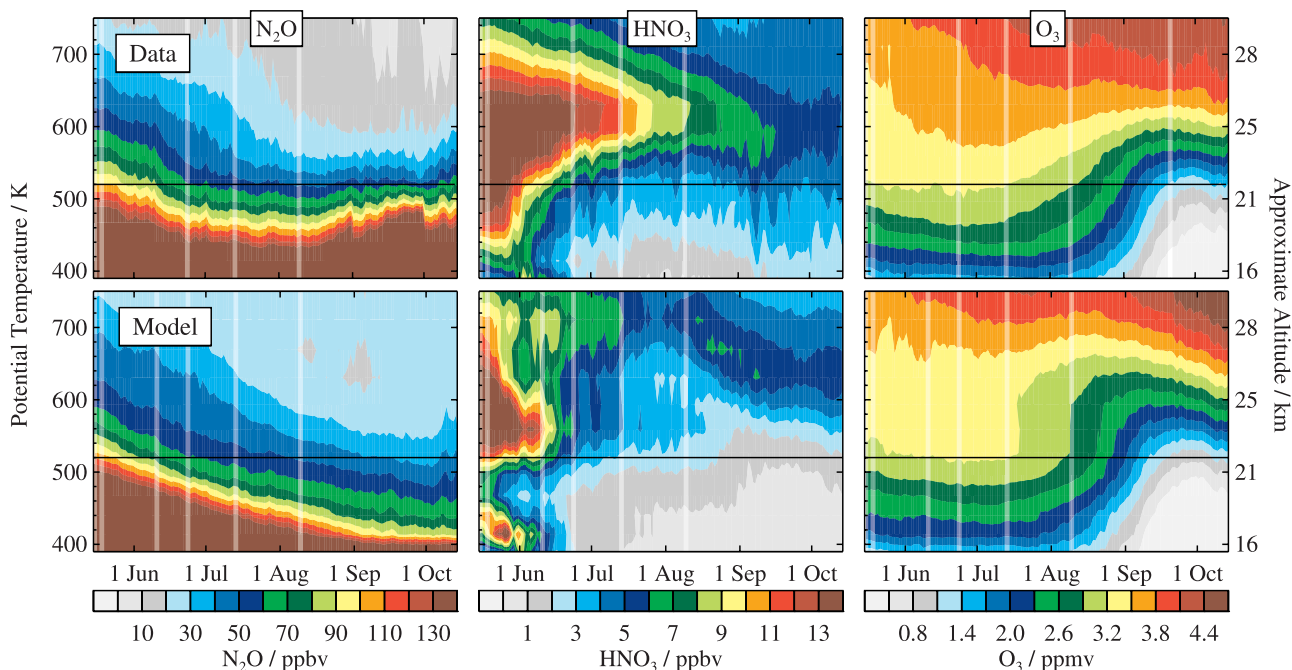 N₂O HNO₃ O₃
Data
Model
Potential Temperature / K
700
600
500
400
700
600
500
400
28
25
21
16
28
25
21
16
Approximate Altitude / km
1 Jun 1 Jul 1 Aug 1 Sep 1 Oct
1 Jun 1 Jul 1 Aug 1 Sep 1 Oct
1 Jun 1 Jul 1 Aug 1 Sep 1 Oct
10 30 50 70 90 110 130
N₂O / ppbv
1 3 5 7 9 11 13
HNO₃ / ppbv
0.8 1.4 2.0 2.6 3.2 3.8 4.4
O₃ / ppmv